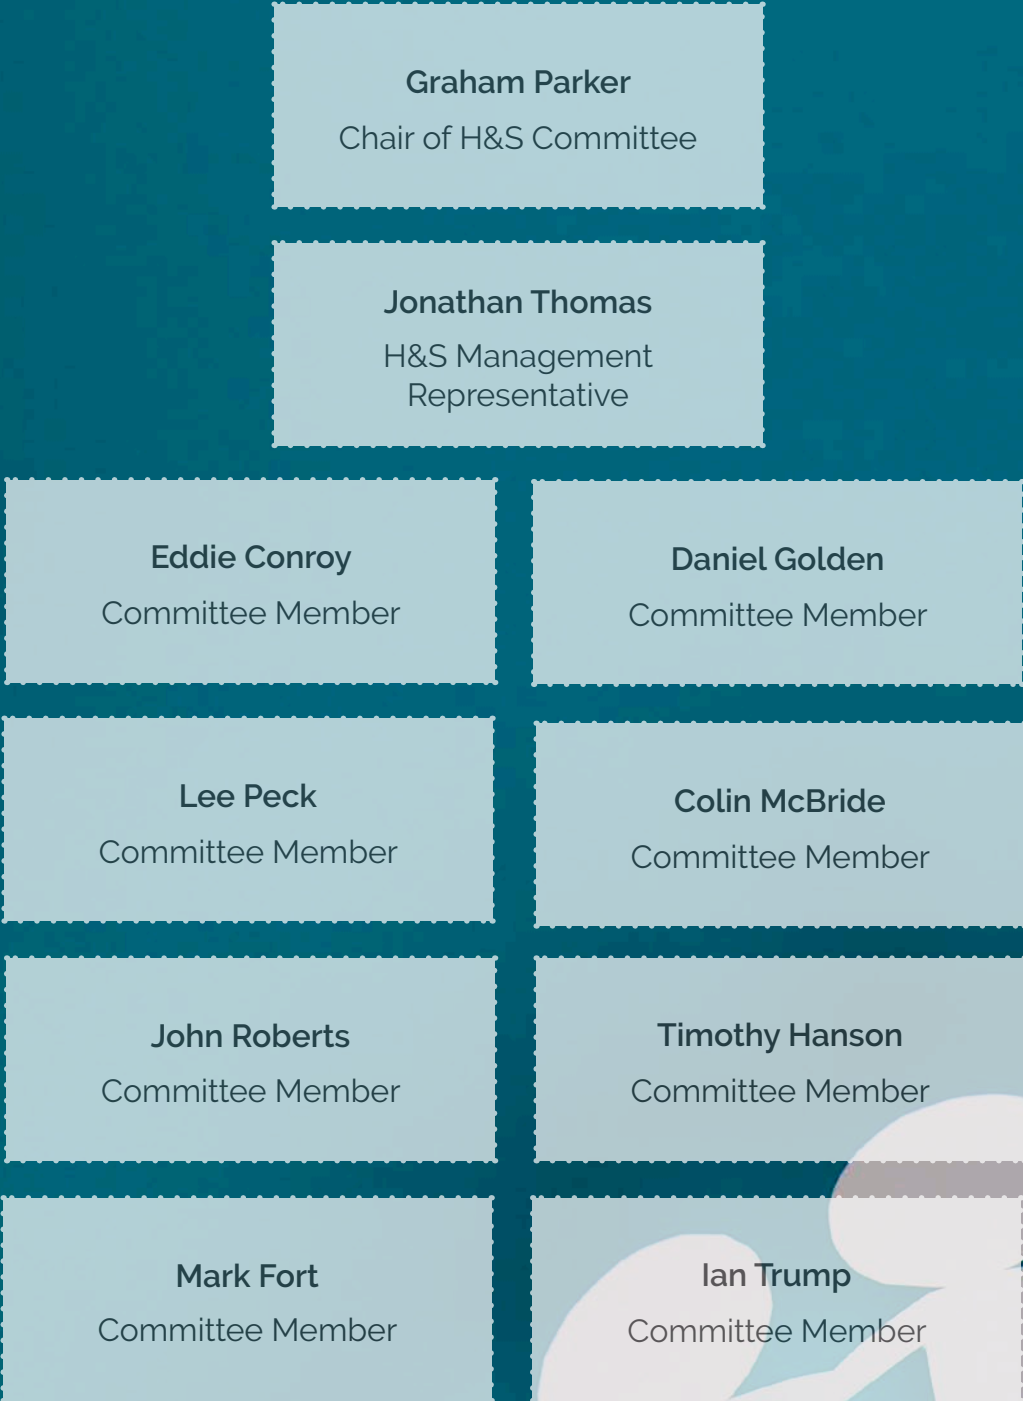 Graham Parker
Chair of H&S Committee
Jonathan Thomas
H&S Management
Representative
Eddie Conroy
Committee Member
Daniel Golden
Committee Member
Lee Peck
Committee Member
Colin McBride
Committee Member
John Roberts
Committee Member
Timothy Hanson
Committee Member
Mark Fort
Committee Member
Ian Trump
Committee Member